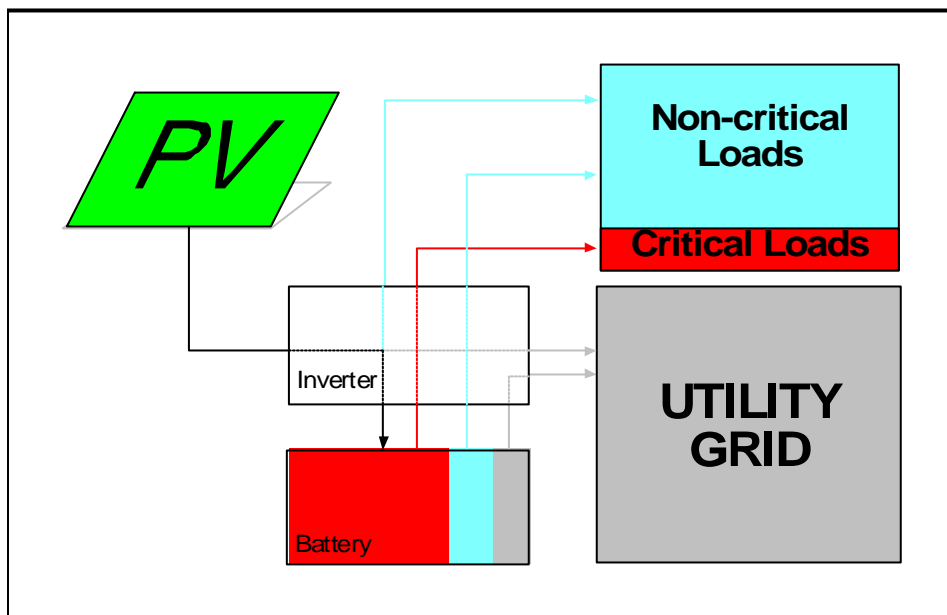 PV
Non-critical
Loads
Critical Loads
Inverter
UTILITY
GRID
Battery